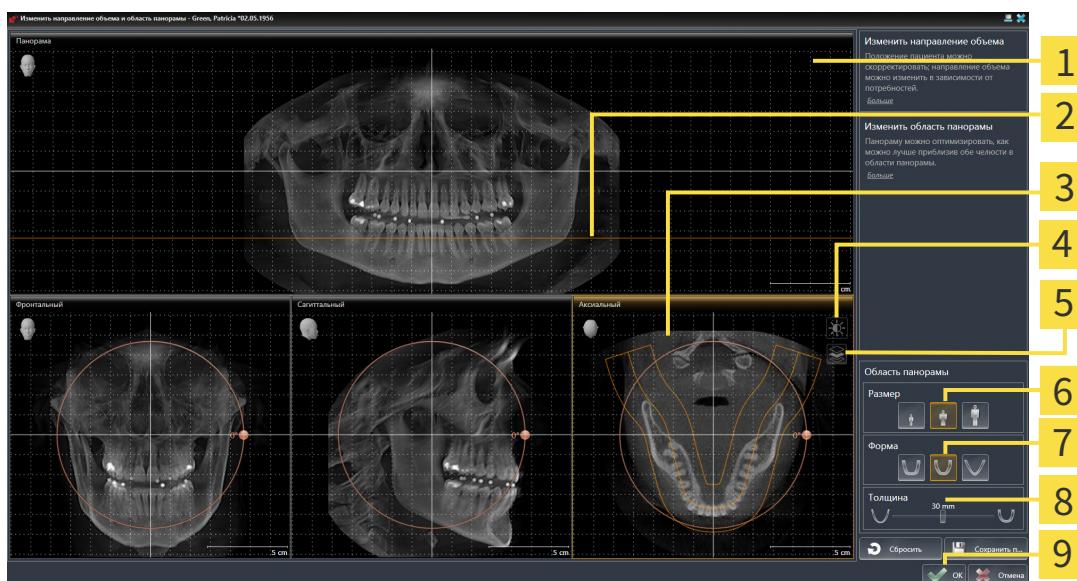 Изменить направление объема и область панорамы - Green, Patricia *02.05.1956
Панорама
cm
Фронтальный
0°
5 cm
Сагиттальный
0°
5 cm
Аксиальный
0°
5 cm
Изменить направление объема
Положение пациента можно
скорректировать; направление объема
можно изменить в зависимости от
потребностей.
Больше
Изменить область панорамы
Панораму можно оптимизировать, как
можно лучше приблизив обе челюсти в
области панорамы.
Больше
Область панорамы
Размер
Форма
Толщина
30 mm
Сбросить
Сохранить п...
OK
Отмена
1
2
3
4
5
6
7
8
9